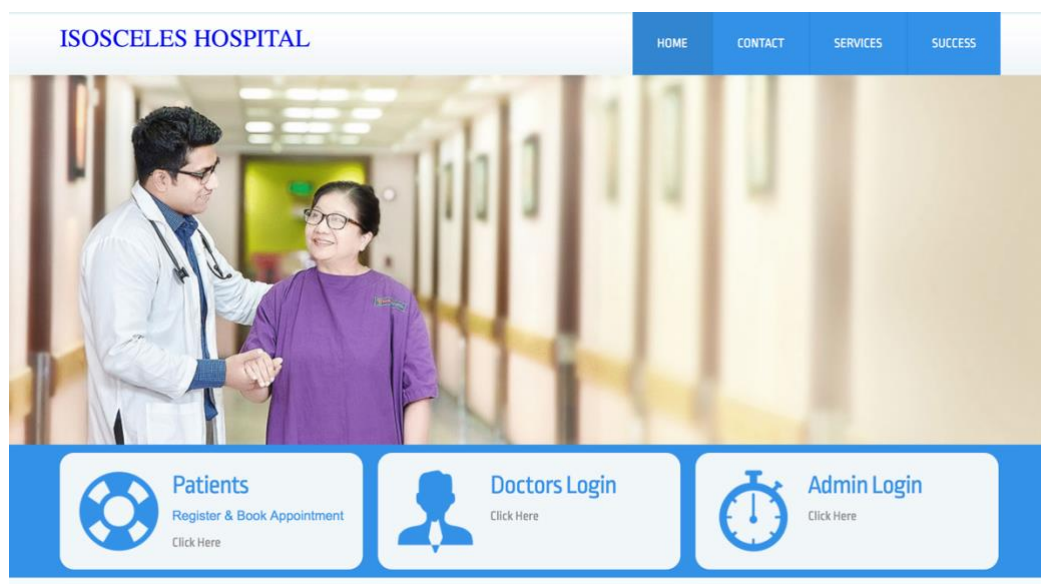 ISOSCELES HOSPITAL
HOME CONTACT SERVICES SUCCESS
Patients
Register & Book Appointment
Click Here
Doctors Login
Click Here
Admin Login
Click Here